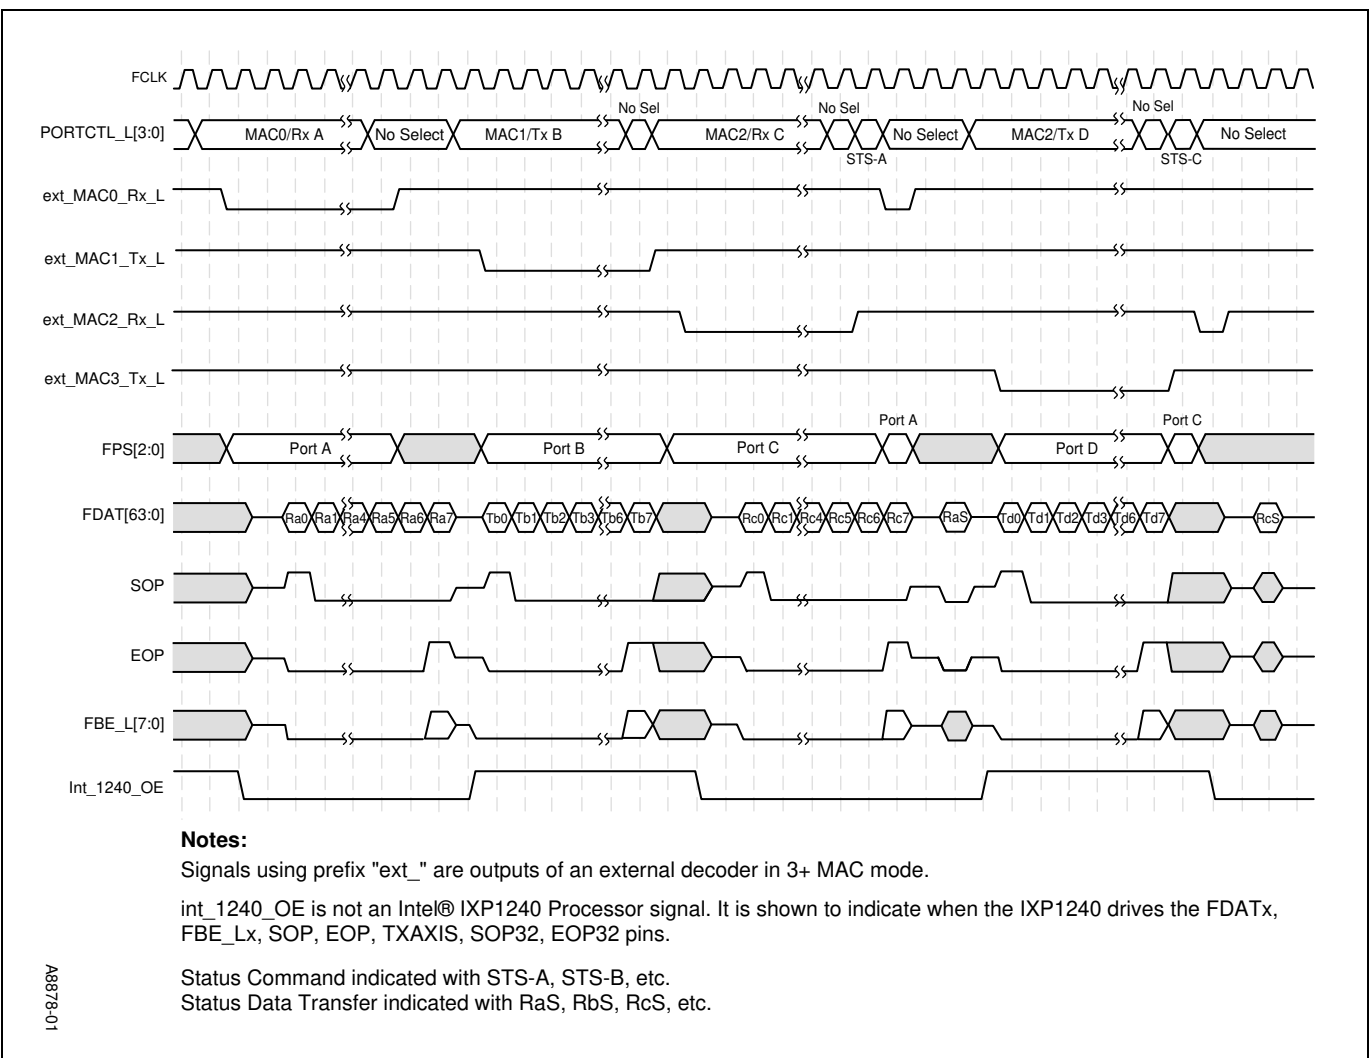 FCLK
No Sel No Sel No Sel
PORTCTL_L[3:0] MAC0/Rx A No Select MAC1/Tx B MAC2/Rx C No Select MAC2/Tx D No Select
STS-A STS-C
ext_MAC0_Rx_L
ext_MAC1_Tx_L
ext_MAC2_Rx_L
ext_MAC3_Tx_L
Port A Port C
FPS[2:0] Port A Port B Port C Port D
FDAT[63:0] Ra0 Ra1 Ra4 Ra5 Ra6 Ra7 Tb0 Tb1 Tb2 Tb3 Tb6 Tb7 Rc0 Rc1 Rc4 Rc5 Rc6 Rc7 RaS Td0 Td1 Td2 Td3 Td6 Td7 RcS
SOP
EOP
FBE_L[7:0]
Int_1240_OE
Notes:
Signals using prefix "ext_" are outputs of an external decoder in 3+ MAC mode.
int_1240_OE is not an Intel® IXP1240 Processor signal. It is shown to indicate when the IXP1240 drives the FDATx,
FBE_Lx, SOP, EOP, TXAXIS, SOP32, EOP32 pins.
Status Command indicated with STS-A, STS-B, etc.
Status Data Transfer indicated with RaS, RbS, RcS, etc.
A8878-01